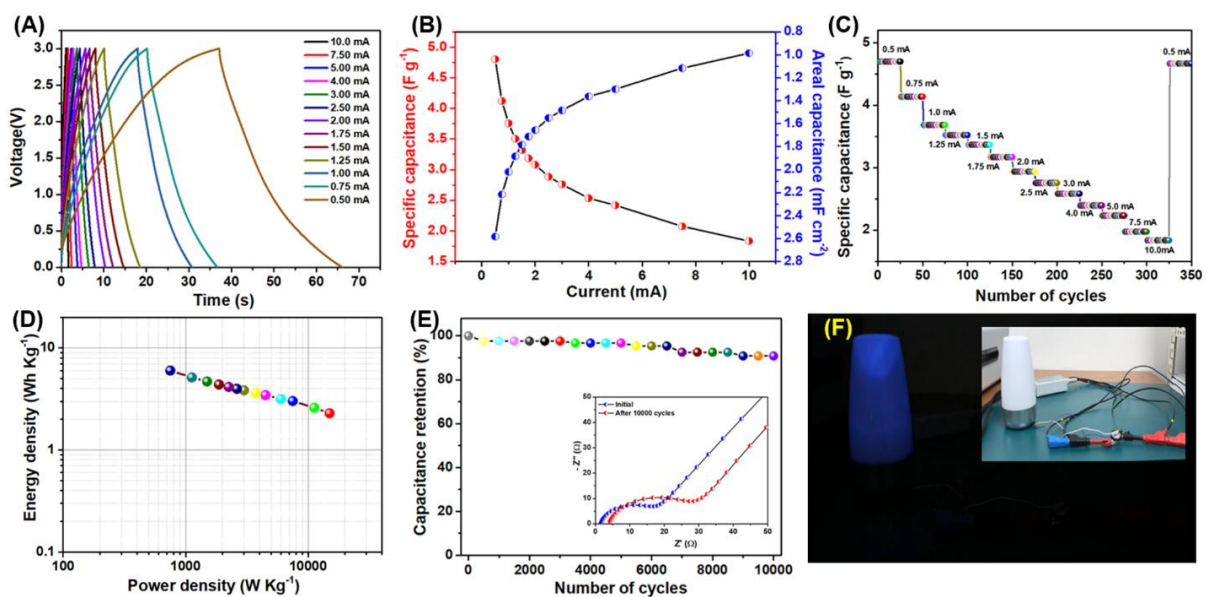 (A)
Voltage(V)
3.5
3.0
2.5
2.0
1.5
1.0
0.5
0.0
0 10 20 30 40 50 60 70
Time (s)
10.0 mA
7.50 mA
5.00 mA
4.00 mA
3.00 mA
2.50 mA
2.00 mA
1.75 mA
1.50 mA
1.25 mA
1.00 mA
0.75 mA
0.50 mA
(B)
Specific capacitance (F g⁻¹)
5.0
4.5
4.0
3.5
3.0
2.5
2.0
1.5
0 2 4 6 8 10
Current (mA)
0.8
1.0
1.2
1.4
1.6
1.8
2.0
2.2
2.4
2.6
2.8
Areal capacitance (mF cm⁻²)
(C)
Specific capacitance (F g⁻¹)
5
4
3
2
0 50 100 150 200 250 300 350
Number of cycles
0.5 mA
0.5 mA
0.75 mA
1.0 mA
1.25 mA
1.5 mA
1.75 mA
2.0 mA
2.5 mA
3.0 mA
4.0 mA
5.0 mA
7.5 mA
10.0mA
(D)
Energy density (Wh Kg⁻¹)
10
1
0.1
100 1000 10000
Power density (W Kg⁻¹)
(E)
Capacitance retention (%)
100
80
60
40
20
0
0 2000 4000 6000 8000 10000
Number of cycles
Initial
After 10000 cycles
- Z'' (Ω)
50
40
30
20
10
0
0 10 20 30 40 50
Z' (Ω)
(F)